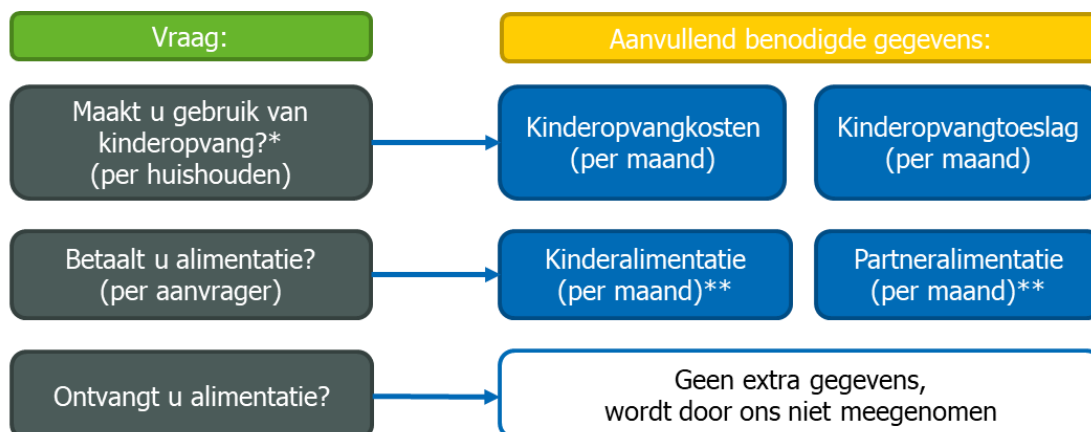 Vraag:
Aanvullend benodigde gegevens:
Maakt u gebruik van
kinderopvang?*
(per huishouden)
Kinderopvangkosten
(per maand)
Kinderopvangtoeslag
(per maand)
Betaalt u alimentatie?
(per aanvrager)
Kinderalimentatie
(per maand)**
Partneralimentatie
(per maand)**
Ontvangt u alimentatie?
Geen extra gegevens,
wordt door ons niet meegenomen